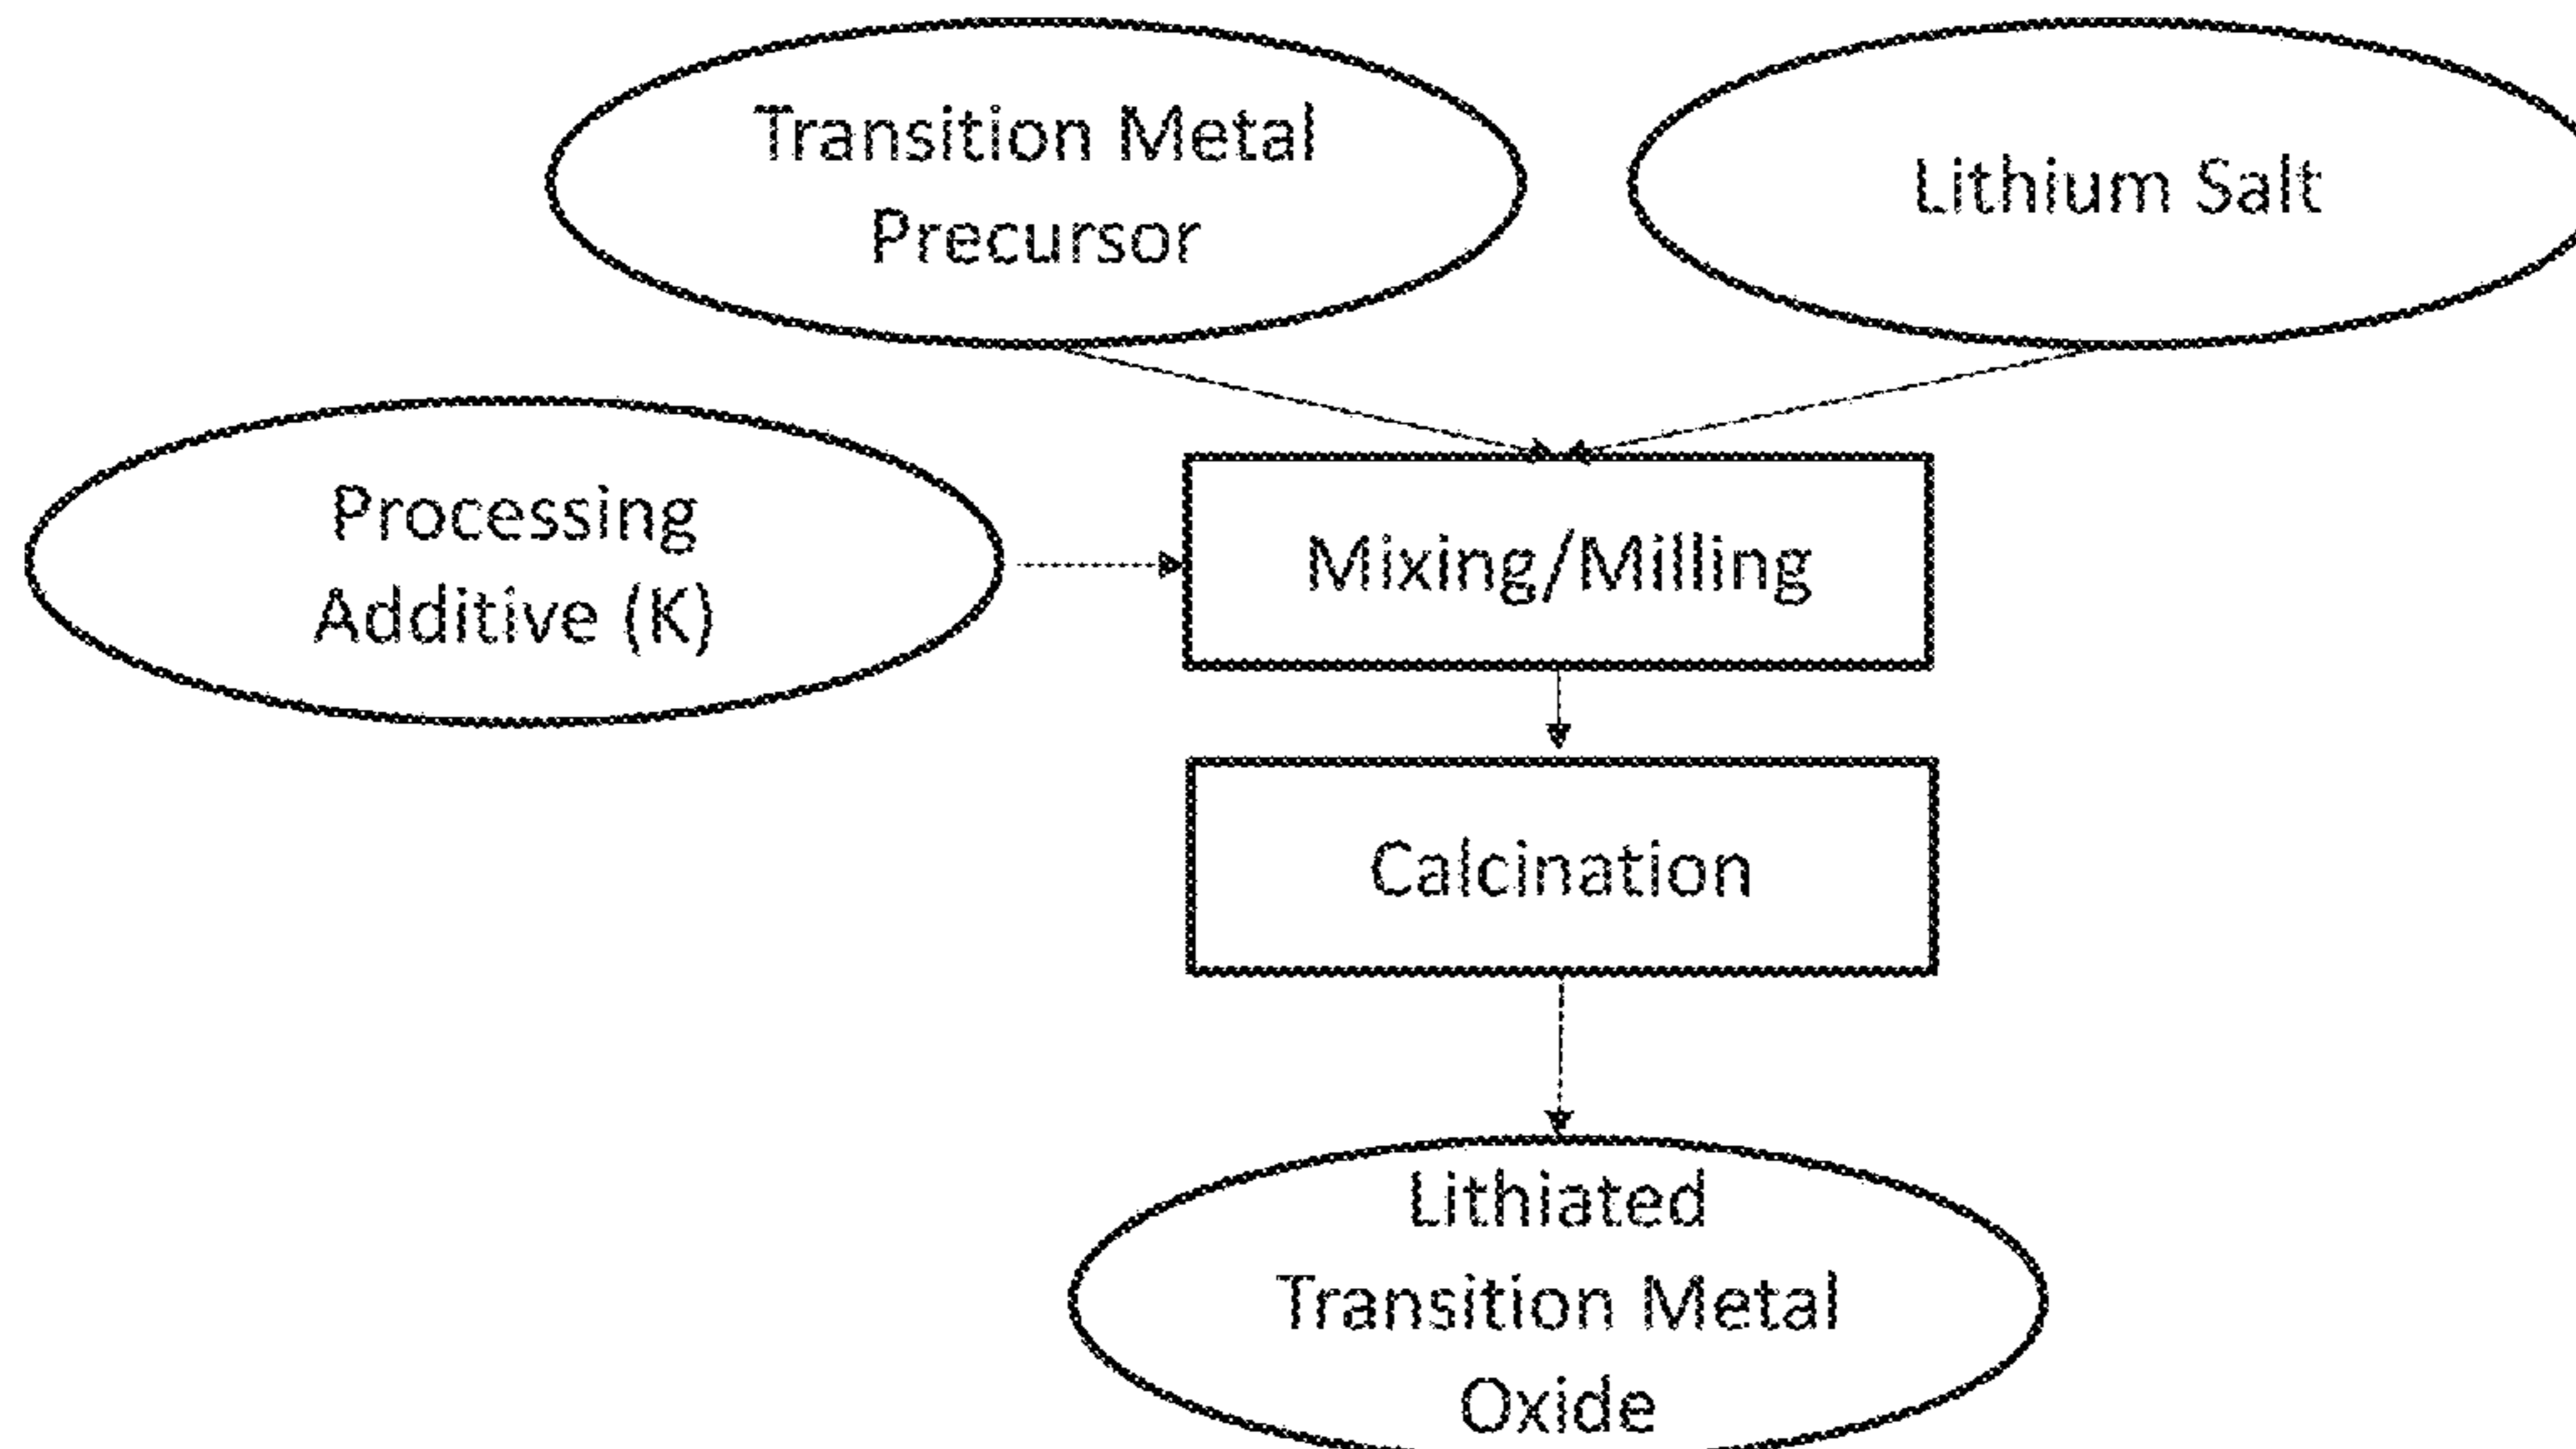 Transition Metal
Precursor
Lithium Salt
Processing
Additive (K)
Mixing/Milling
Calcination
Lithiated
Transition Metal
Oxide